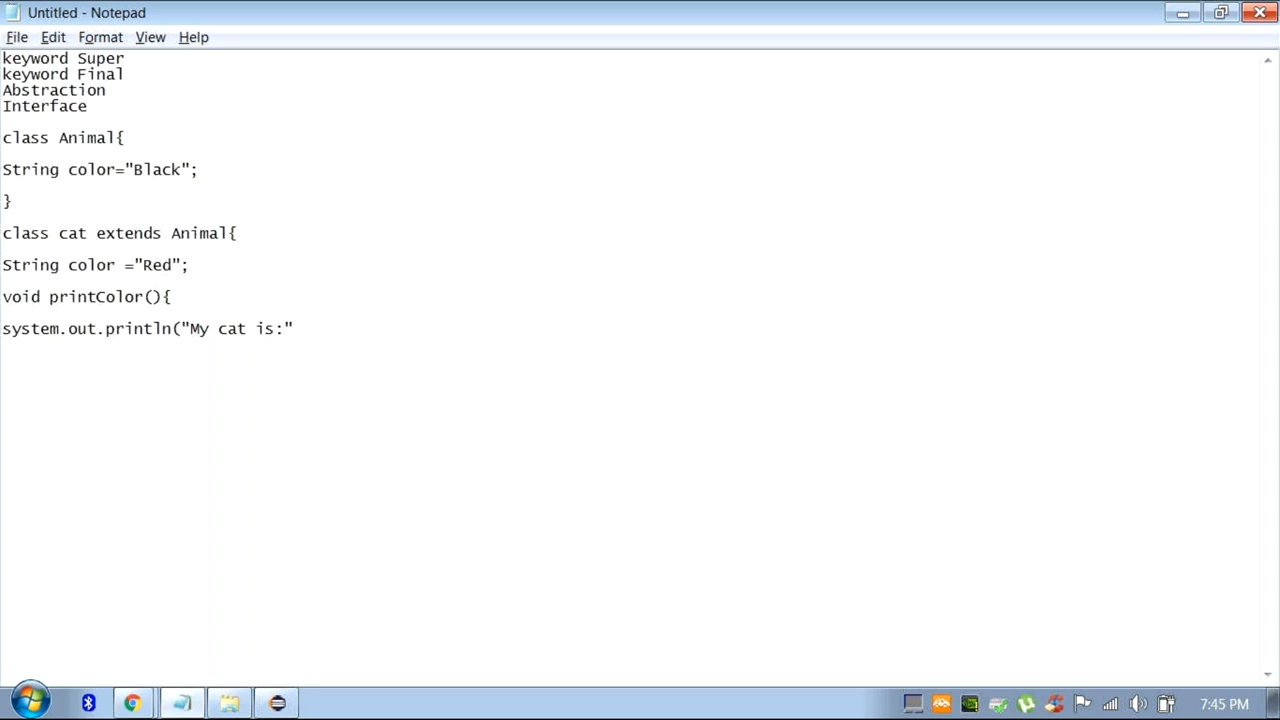 Untitled - Notepad
File Edit Format View Help
keyword Super
keyword Final
Abstraction
Interface
class Animal{
String color="Black";
}
class cat extends Animal{
String color ="Red";
void printColor(){
system.out.println("My cat is:"
7:45 PM